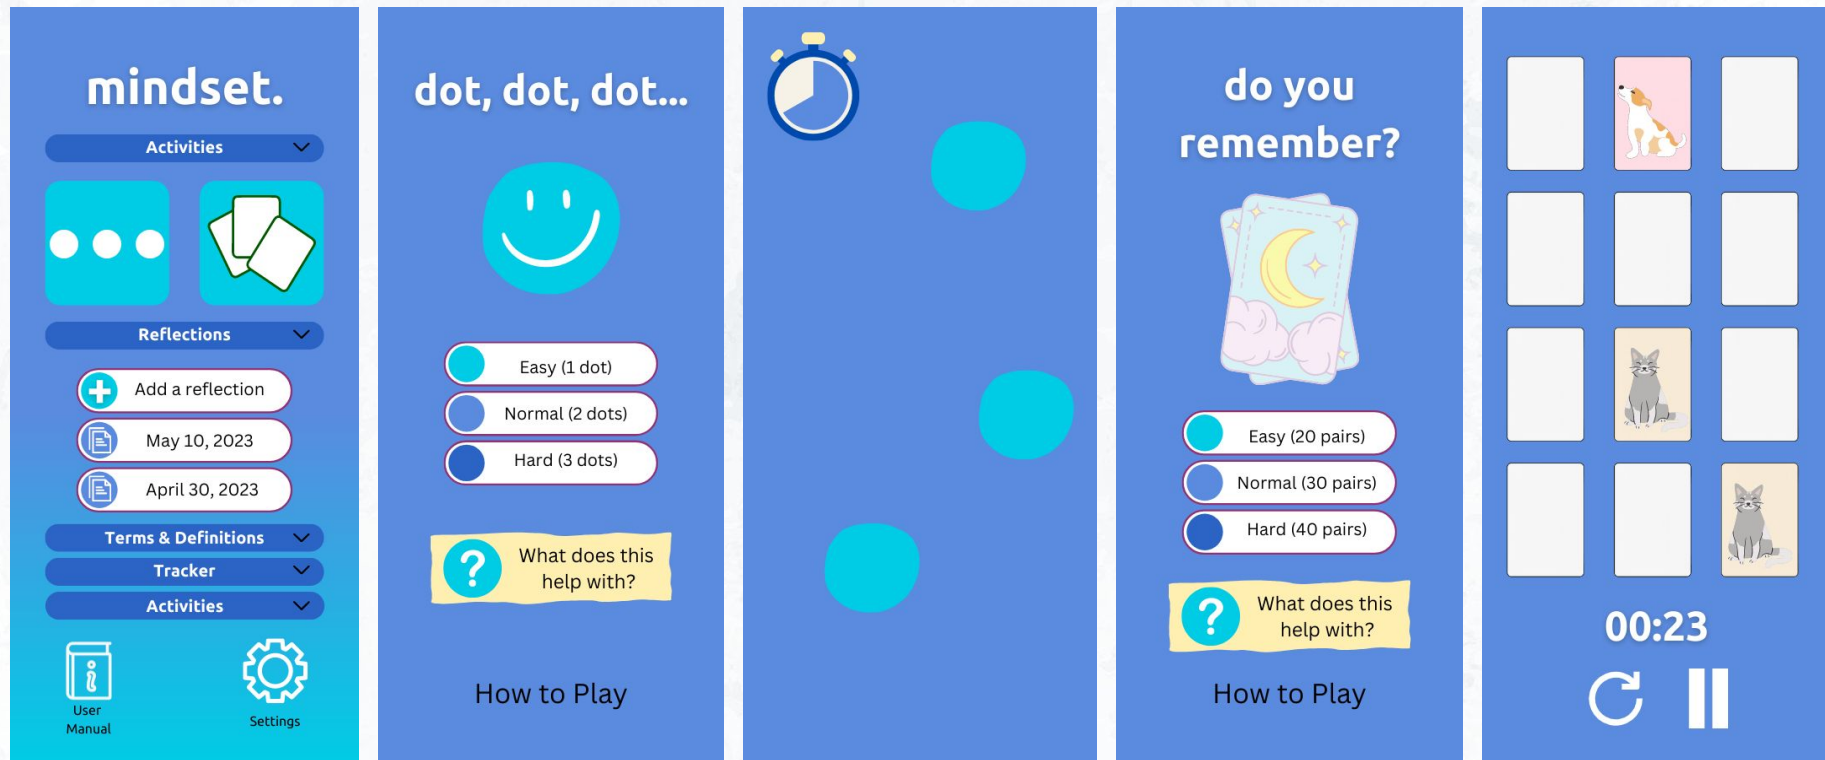 mindset.
Activities
Reflections
Add a reflection
May 10, 2023
April 30, 2023
Terms & Definitions
Tracker
Activities
User
Manual
Settings
dot, dot, dot...
Easy (1 dot)
Normal (2 dots)
Hard (3 dots)
?
What does this
help with?
How to Play
do you
remember?
Easy (20 pairs)
Normal (30 pairs)
Hard (40 pairs)
?
What does this
help with?
How to Play
00:23